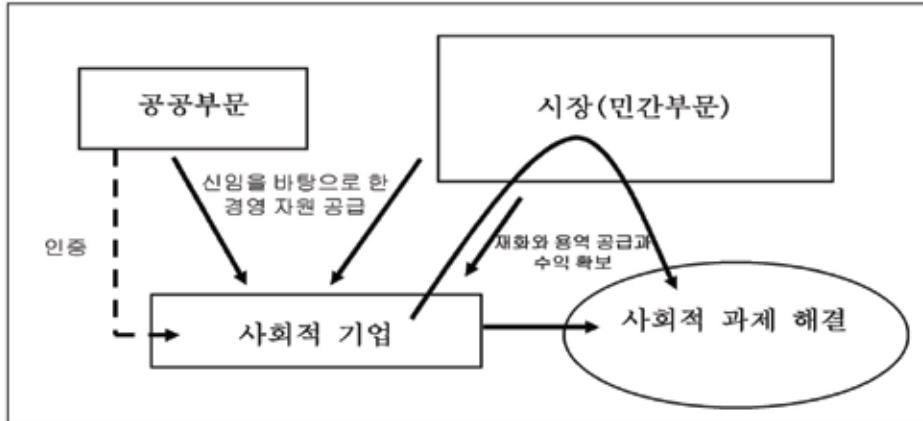 공공부문
시장(민간부문)
신임을 바탕으로 한
경영 자원 공급
인증
재화와 용역 공급과
수익 확보
사회적 기업
사회적 과제 해결